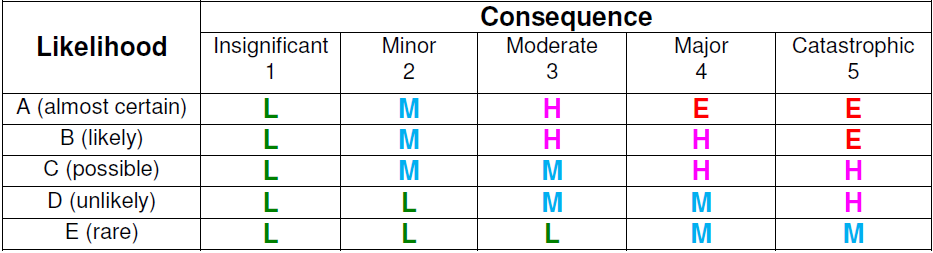 Consequence
Likelihood Insignificant Minor Moderate Major Catastrophic
1 2 3 4 5
A (almost certain) L M H E E
B (likely) L M H H E
C (possible) L M M H H
D (unlikely) L L M M H
E (rare) L L L M M